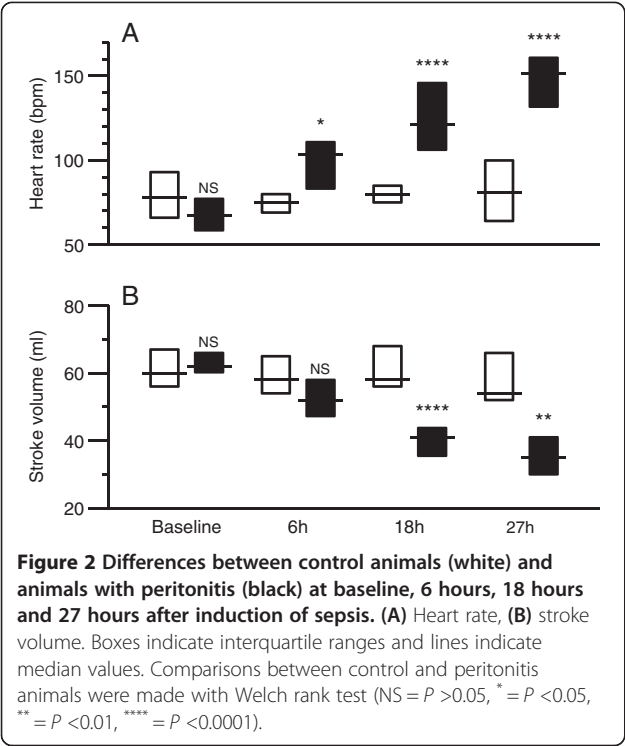 A
Heart rate (bpm)
150
100
50
NS
*
****
****
B
Stroke volume (ml)
80
60
40
20
NS
NS
****
**
Baseline 6h 18h 27h
Figure 2 Differences between control animals (white) and
animals with peritonitis (black) at baseline, 6 hours, 18 hours
and 27 hours after induction of sepsis. (A) Heart rate, (B) stroke
volume. Boxes indicate interquartile ranges and lines indicate
median values. Comparisons between control and peritonitis
animals were made with Welch rank test (NS = P >0.05, * = P <0.05,
** = P <0.01, **** = P <0.0001).